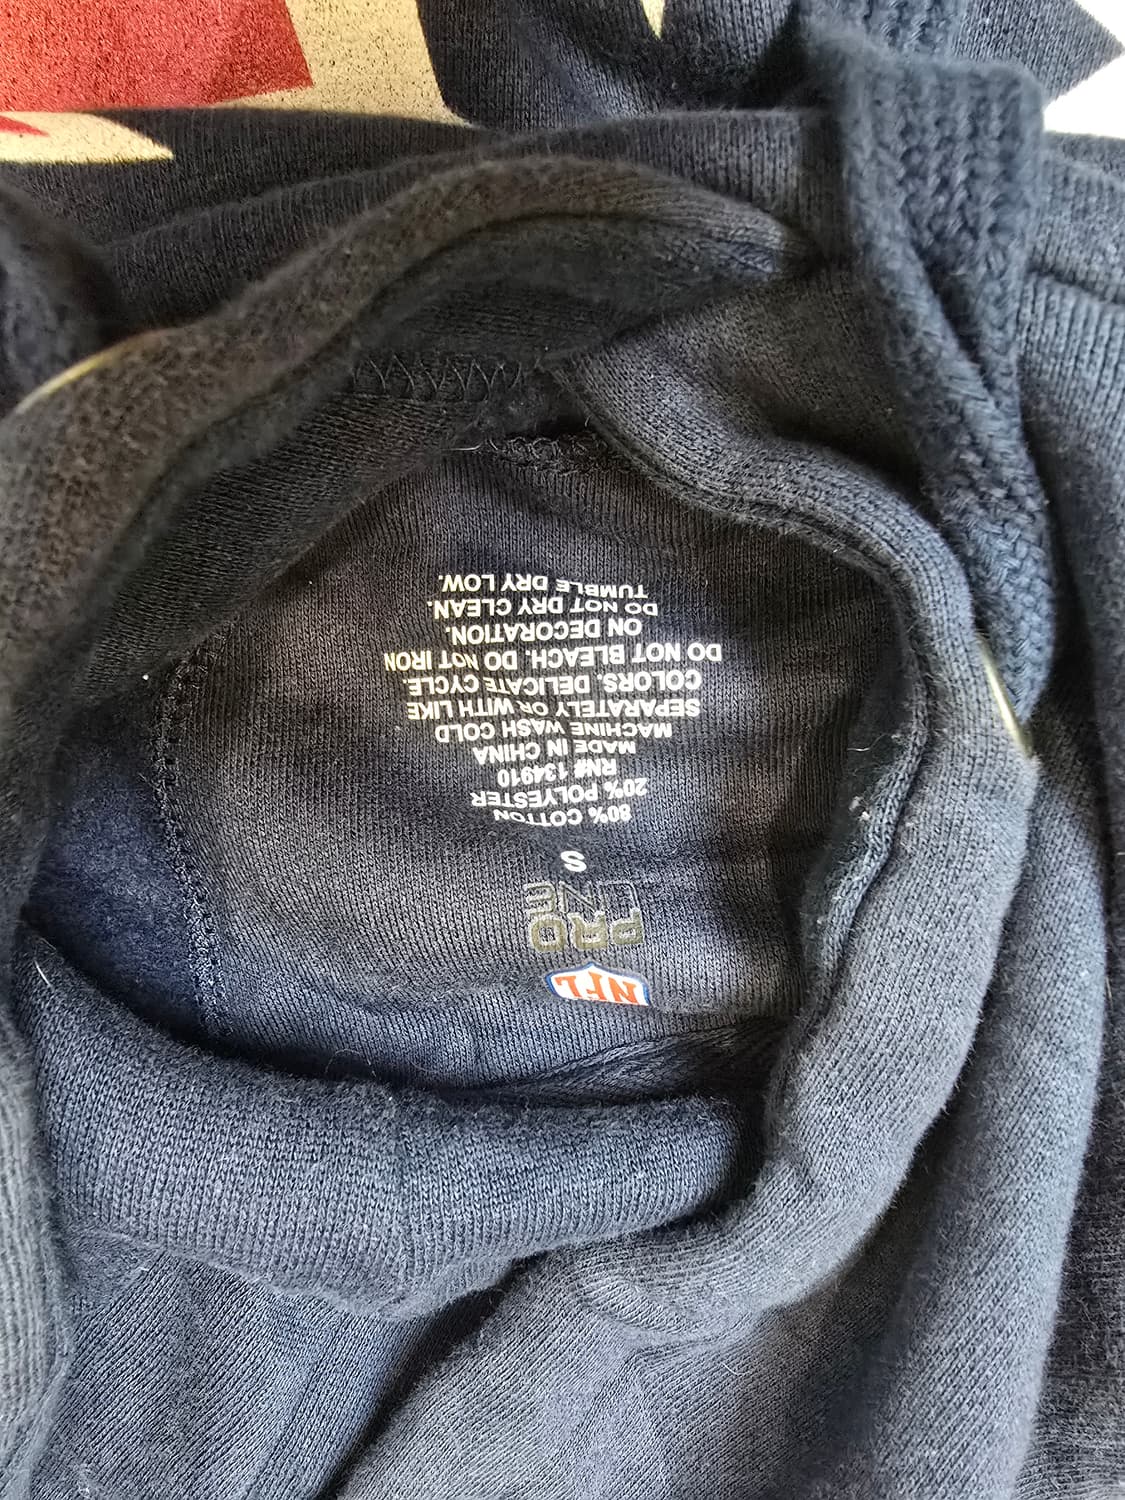 NFL
PRO
LINE
S
80% COTTON
20% POLYESTER
RN# 134910
MADE IN CHINA
MACHINE WASH COLD
SEPARATELY OR WITH LIKE
COLORS. DELICATE CYCLE.
DO NOT BLEACH. DO NOT IRON
ON DECORATION.
DO NOT DRY CLEAN.
TUMBLE DRY LOW.